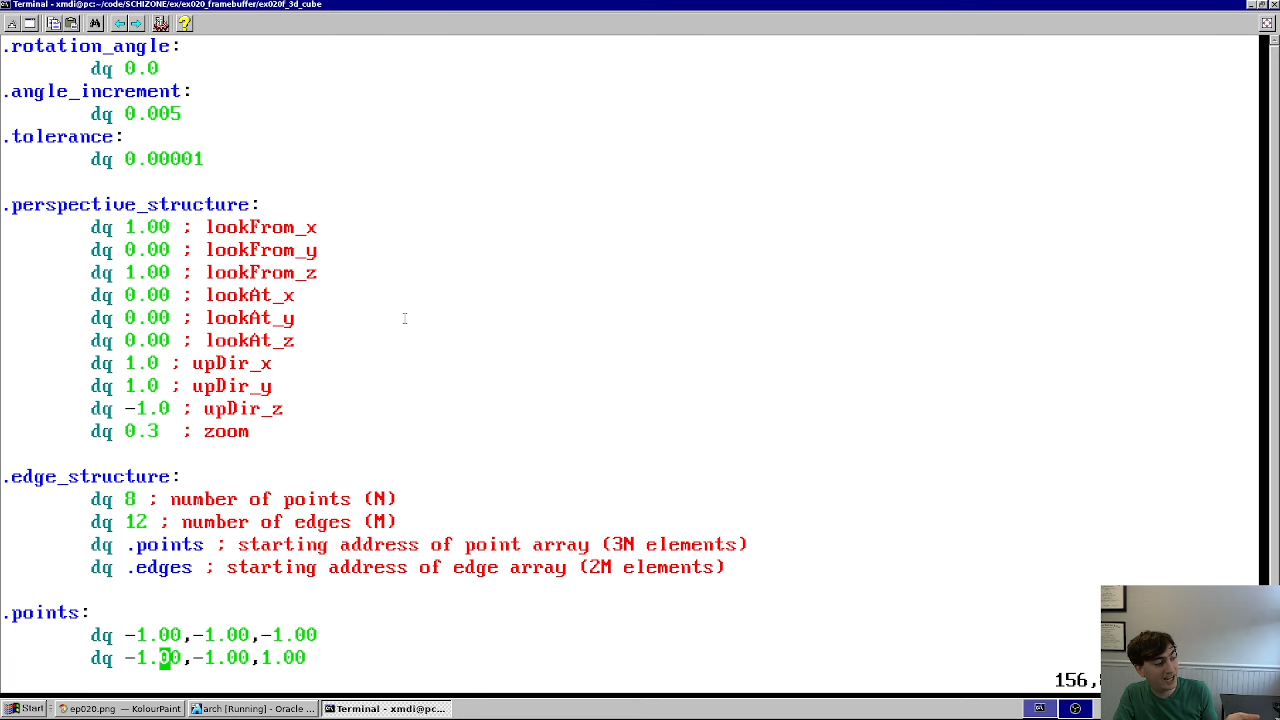 Terminal - xmdi@pc:~/code/SCHIZONE/ex/ex020_framebuffer/ex020f_3d_cube
.rotation_angle:
dq 0.0
.angle_increment:
dq 0.005
.tolerance:
dq 0.00001
.perspective_structure:
dq 1.00 ; lookFrom_x
dq 0.00 ; lookFrom_y
dq 1.00 ; lookFrom_z
dq 0.00 ; lookAt_x
dq 0.00 ; lookAt_y
dq 0.00 ; lookAt_z
dq 1.0 ; upDir_x
dq 1.0 ; upDir_y
dq -1.0 ; upDir_z
dq 0.3  ; zoom
.edge_structure:
dq 8 ; number of points (N)
dq 12 ; number of edges (M)
dq .points ; starting address of point array (3N elements)
dq .edges ; starting address of edge array (2M elements)
.points:
dq -1.00,-1.00,-1.00
dq -1.00,-1.00,1.00
156,
Start ep020.png — KolourPaint arch [Running] - Oracle ... Terminal - xmdi@pc...